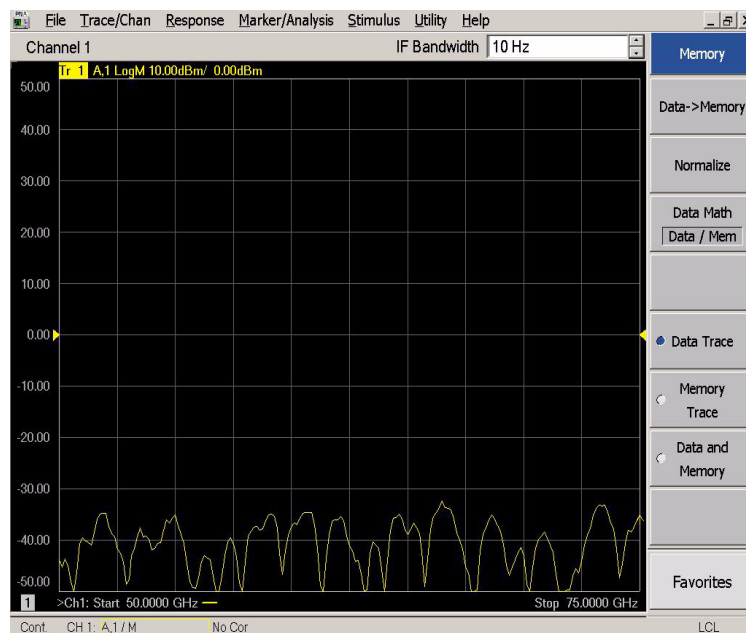 File Trace/Chan Response Marker/Analysis Stimulus Utility Help
Channel 1 IF Bandwidth 10 Hz
Tr 1 A,1 LogM 10.00dBm/ 0.00dBm
50.00
40.00
30.00
20.00
10.00
0.00
-10.00
-20.00
-30.00
-40.00
-50.00
1 >Ch1: Start 50.0000 GHz Stop 75.0000 GHz
Cont. CH 1: A,1 / M No Cor LCL
Memory
Data->Memory
Normalize
Data Math
Data / Mem
Data Trace
Memory
Trace
Data and
Memory
Favorites